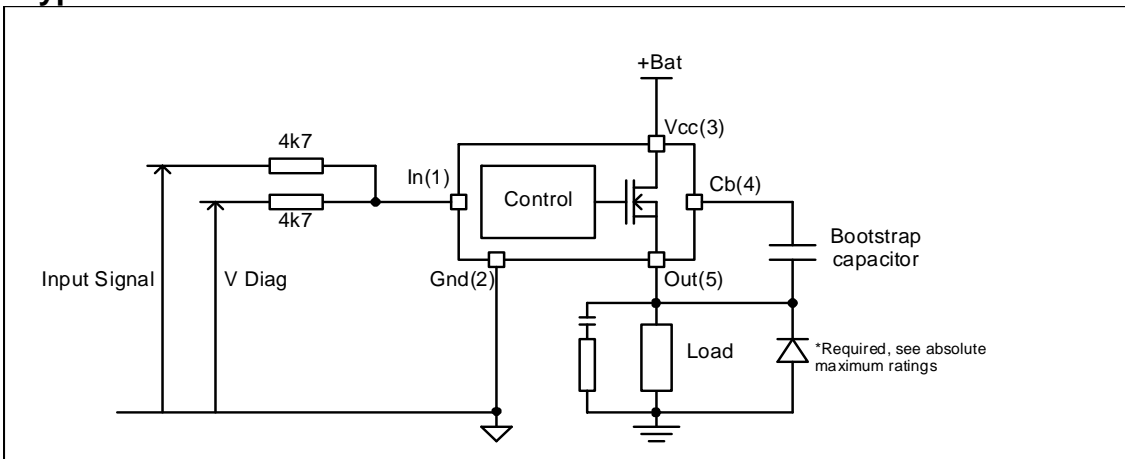 +Bat
Vcc(3)
4k7
In(1)
Control
Cb(4)
4k7
Bootstrap
capacitor
Input Signal
V Diag
Gnd(2)
Out(5)
Load
*Required, see absolute
maximum ratings